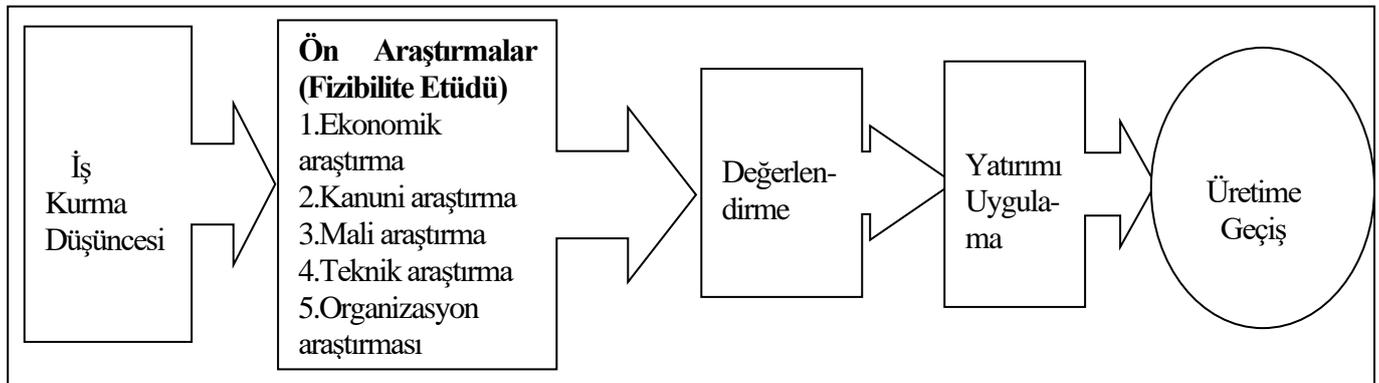 İş
Kurma
Düşüncesi
Ön Araştırmalar
(Fizibilite Etüdü)
1.Ekonomik
araştırma
2.Kanuni araştırma
3.Mali araştırma
4.Teknik araştırma
5.Organizasyon
araştırması
Değerlen-
dirme
Yatırımı
Uygula-
ma
Üretime
Geçiş